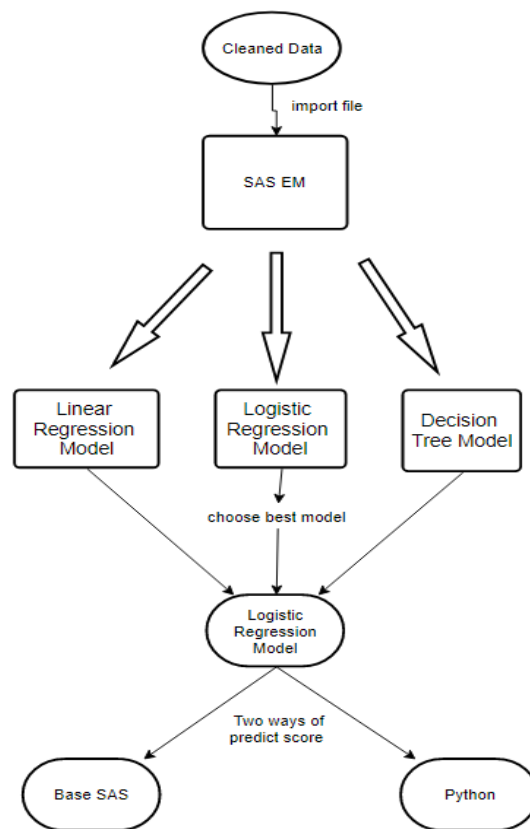 Cleaned Data
import file
SAS EM
Linear
Regression
Model
Logistic
Regression
Model
Decision
Tree Model
choose best model
Logistic
Regression
Model
Two ways of
predict score
Base SAS
Python